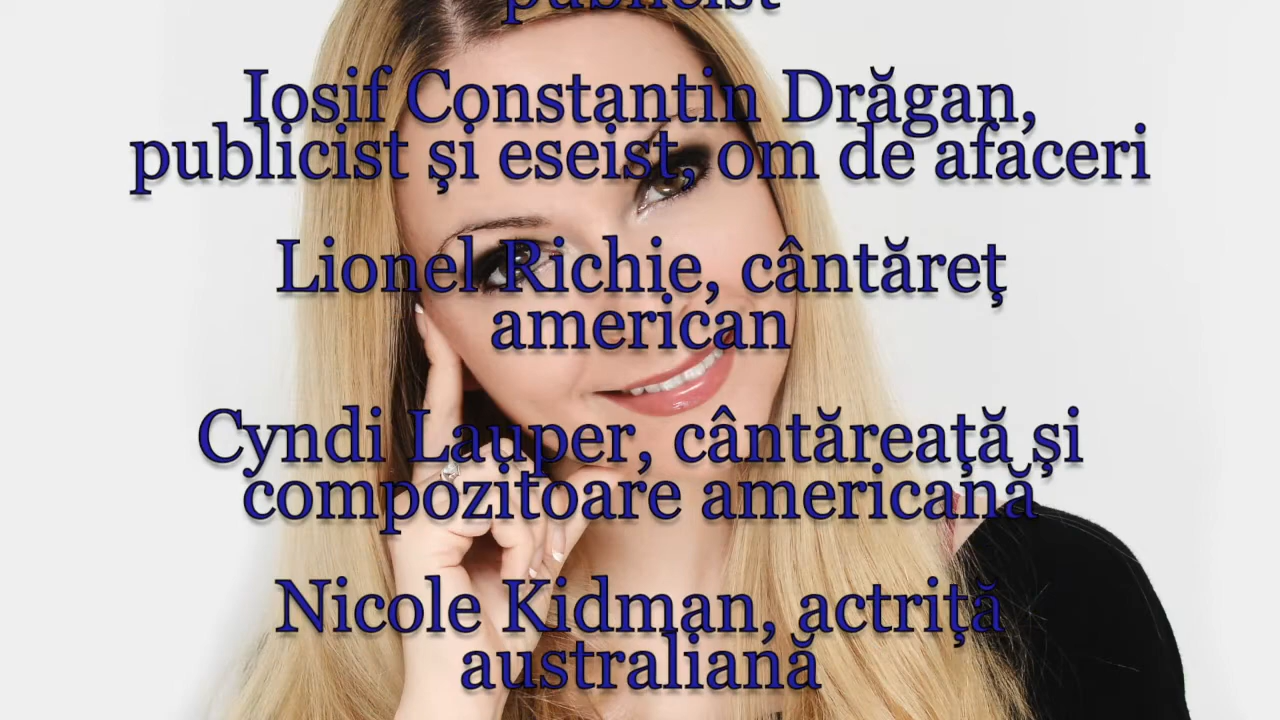 publicist
Iosif Constantin Drăgan,
publicist și eseist, om de afaceri
Lionel Richie, cântăreț
american
Cyndi Lauper, cântăreață și
compozitoare americană
Nicole Kidman, actriță
australiană